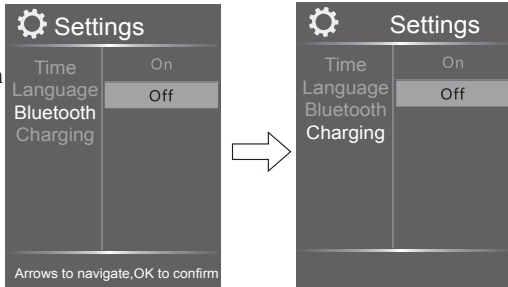 Settings
Time
Language
Bluetooth
Charging
On
Off
Arrows to navigate,OK to confirm
Settings
Time
Language
Bluetooth
Charging
On
Off